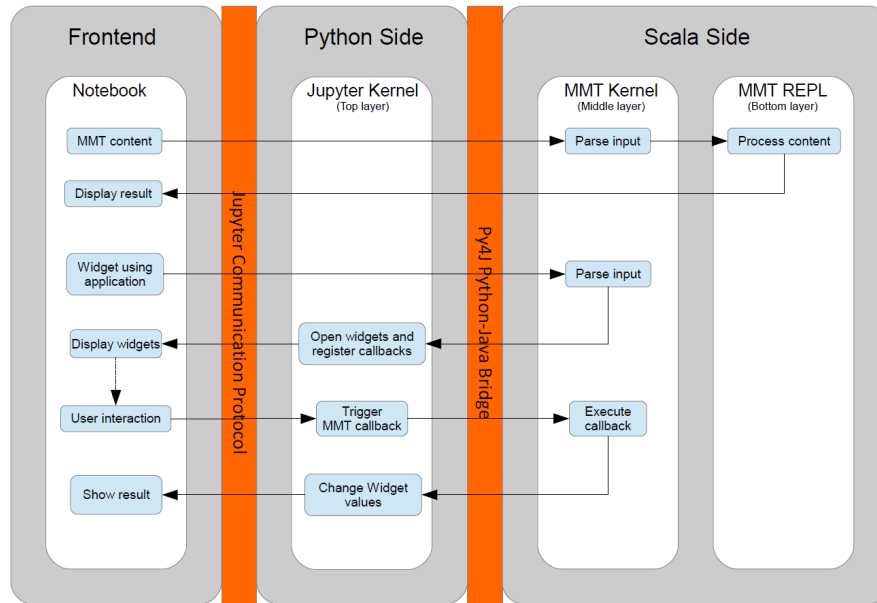 Frontend
Python Side
Scala Side
Notebook
Jupyter Kernel
(Top layer)
MMT Kernel
(Middle layer)
MMT REPL
(Bottom layer)
MMT content
Parse input
Process content
Display result
Jupyter Communication Protocol
Py4J Python-Java Bridge
Widget using
application
Parse input
Display widgets
Open widgets and
register callbacks
User interaction
Trigger
MMT callback
Execute
callback
Show result
Change Widget
values